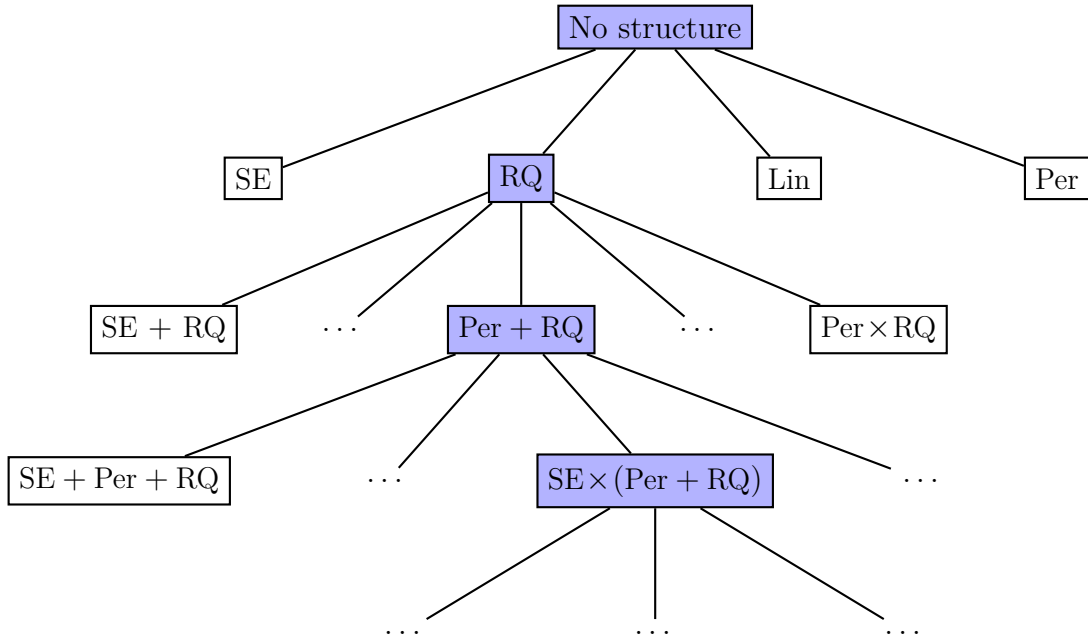 No structure
SE RQ Lin Per
SE + RQ ... Per + RQ ... Per×RQ
SE + Per + RQ ... SE×(Per + RQ) ...
... ... ...